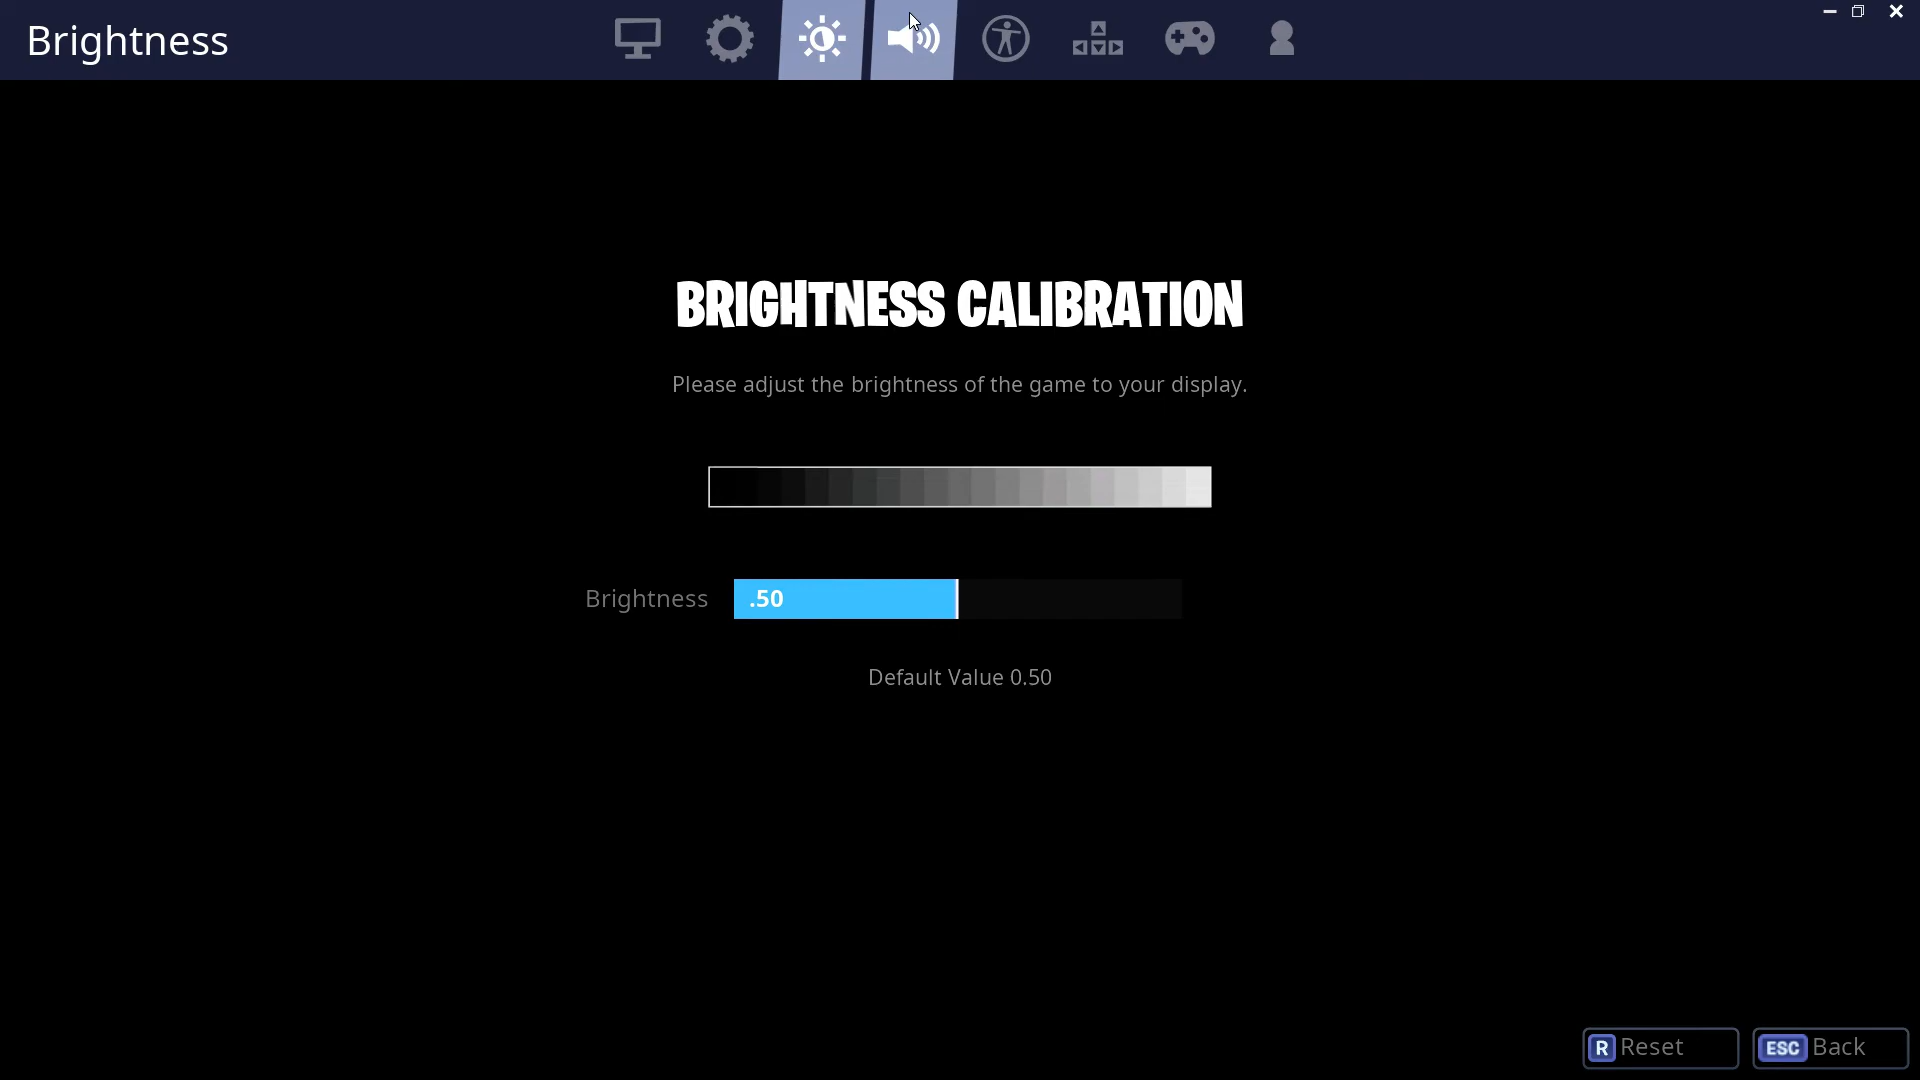 Brightness
BRIGHTNESS CALIBRATION
Please adjust the brightness of the game to your display.
Brightness .50
Default Value 0.50
R Reset ESC Back